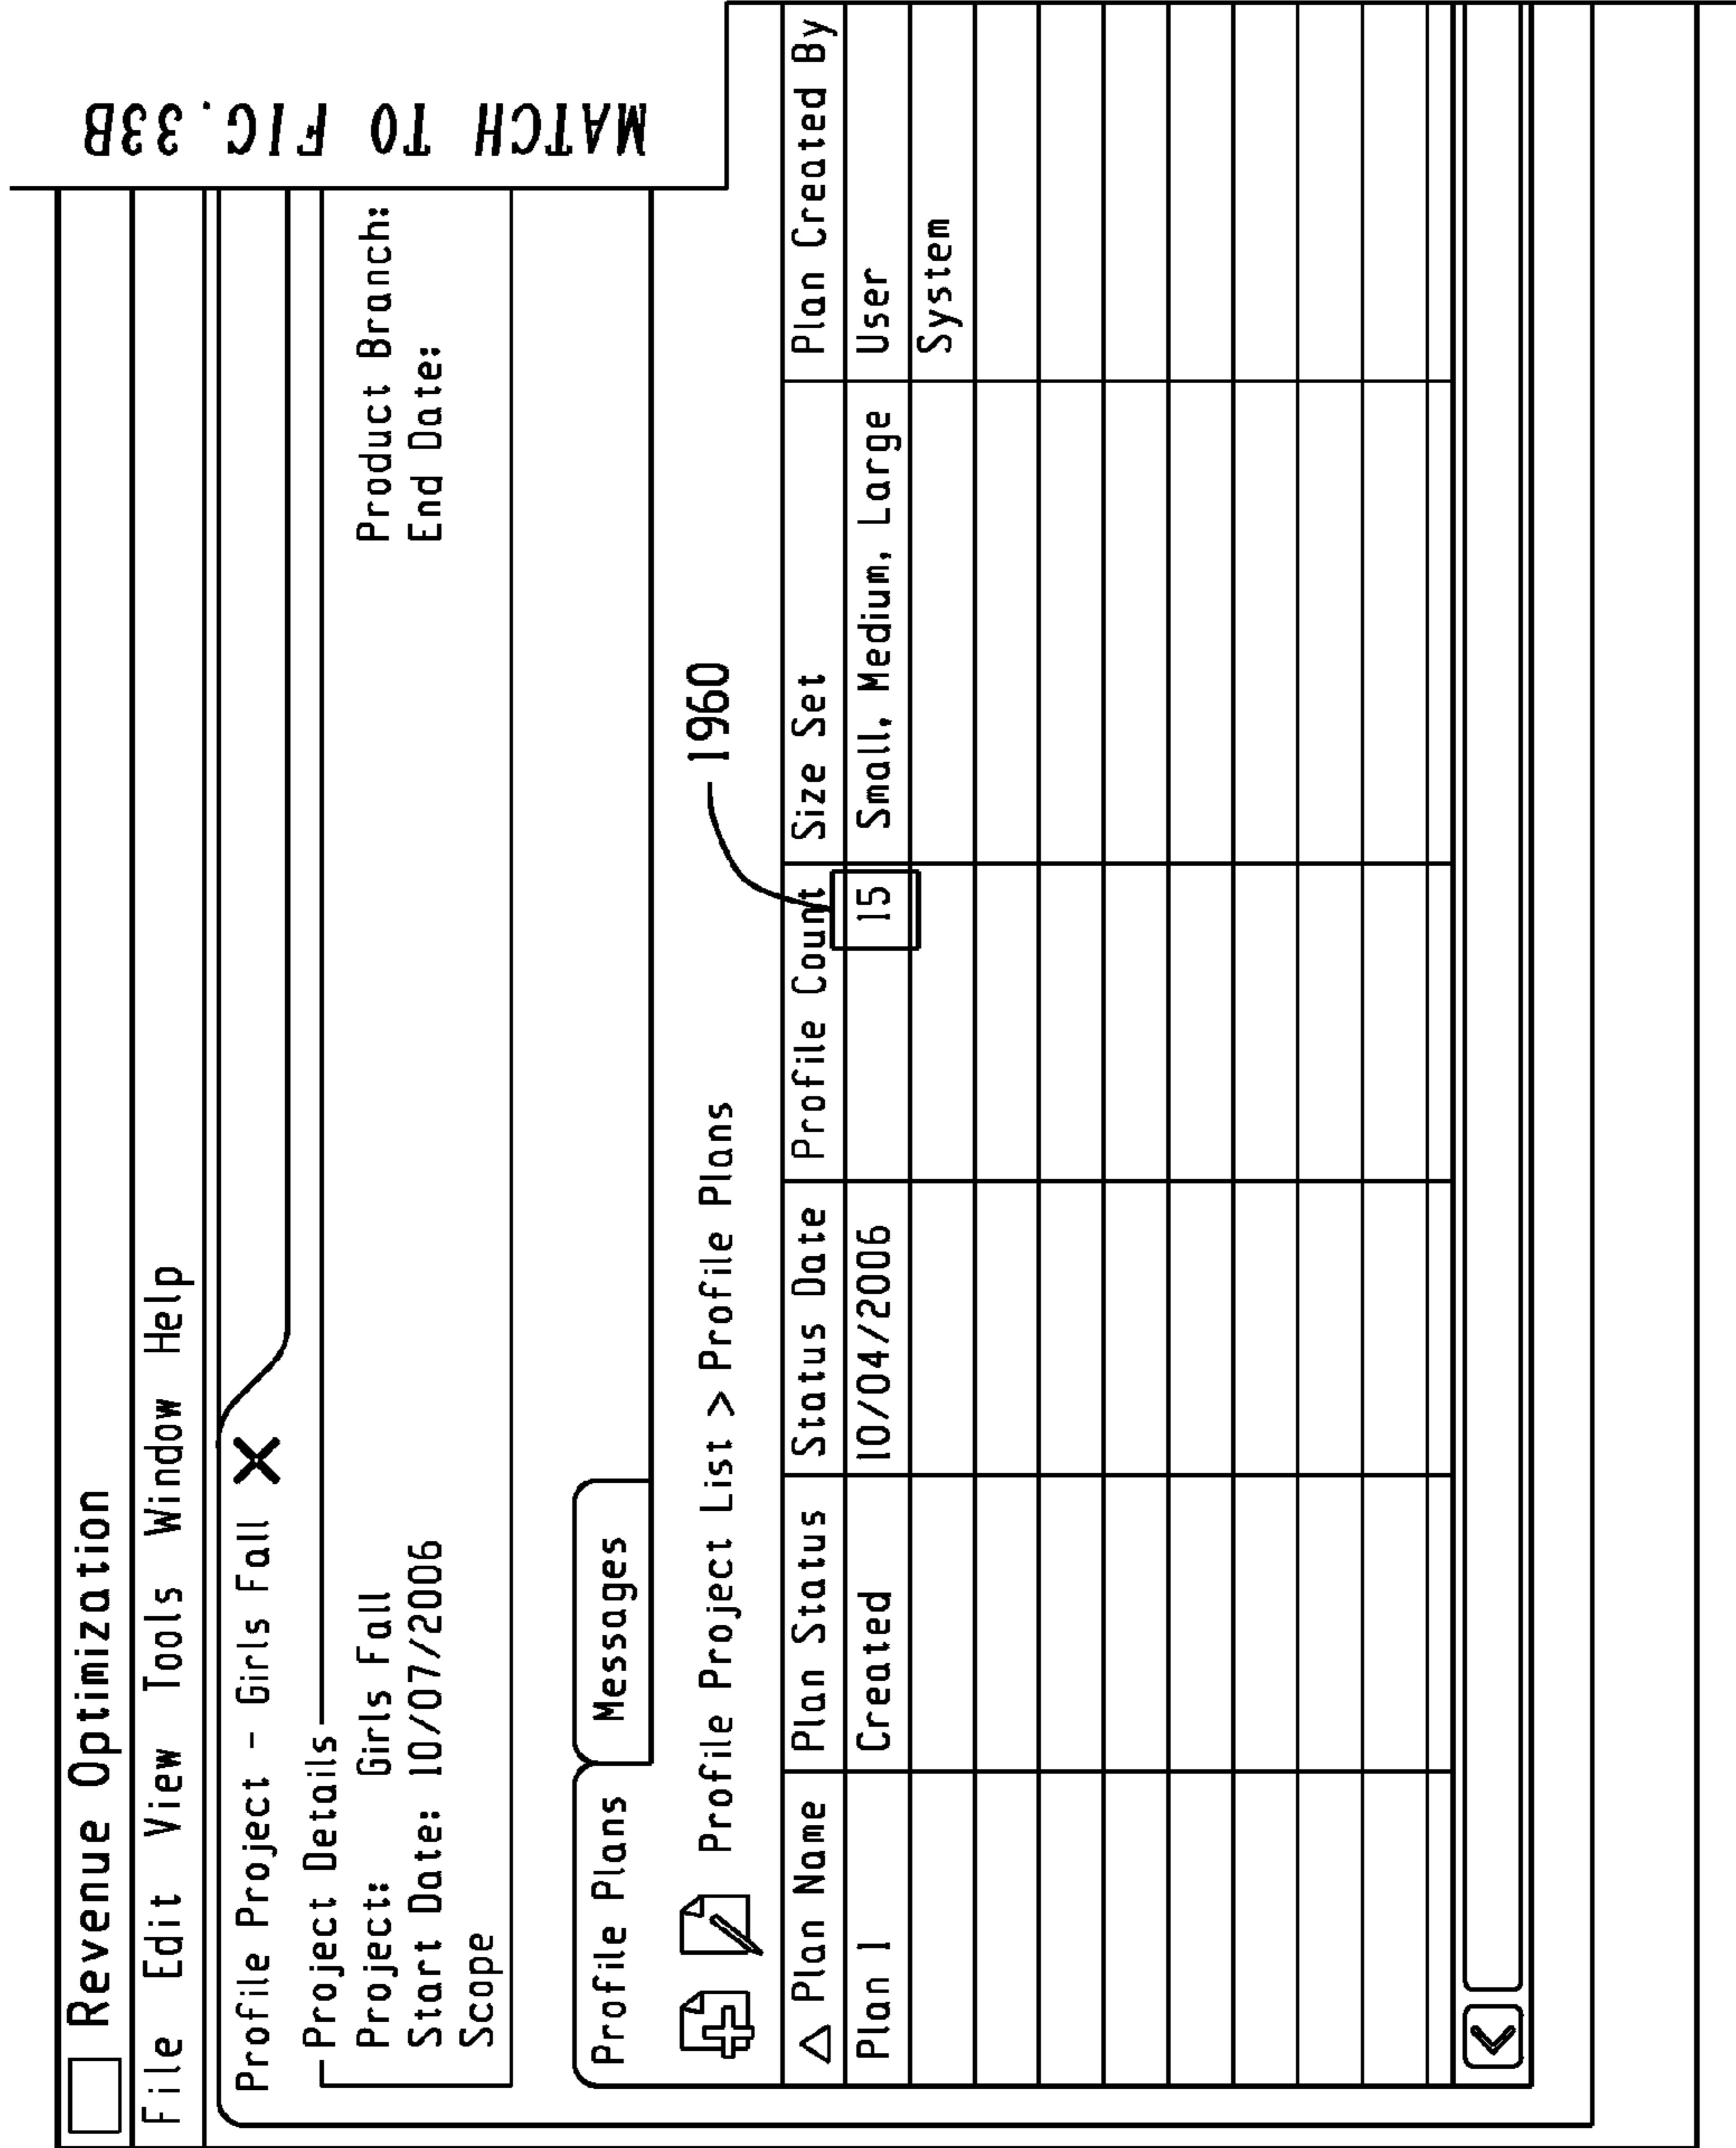 MATCH TO FIG. 33B
Revenue Optimization
File Edit View Tools Window Help
Profile Project - Girls Fall
Project Details
Project: Girls Fall Product Branch:
Start Date: 10/07/2006 End Date:
Scope
Profile Plans Messages
Profile Project List > Profile Plans
1960
Plan Name Plan Status Status Date Profile Count Size Set Plan Created By
Plan 1 Created 10/04/2006 15 Small, Medium, Large User
System